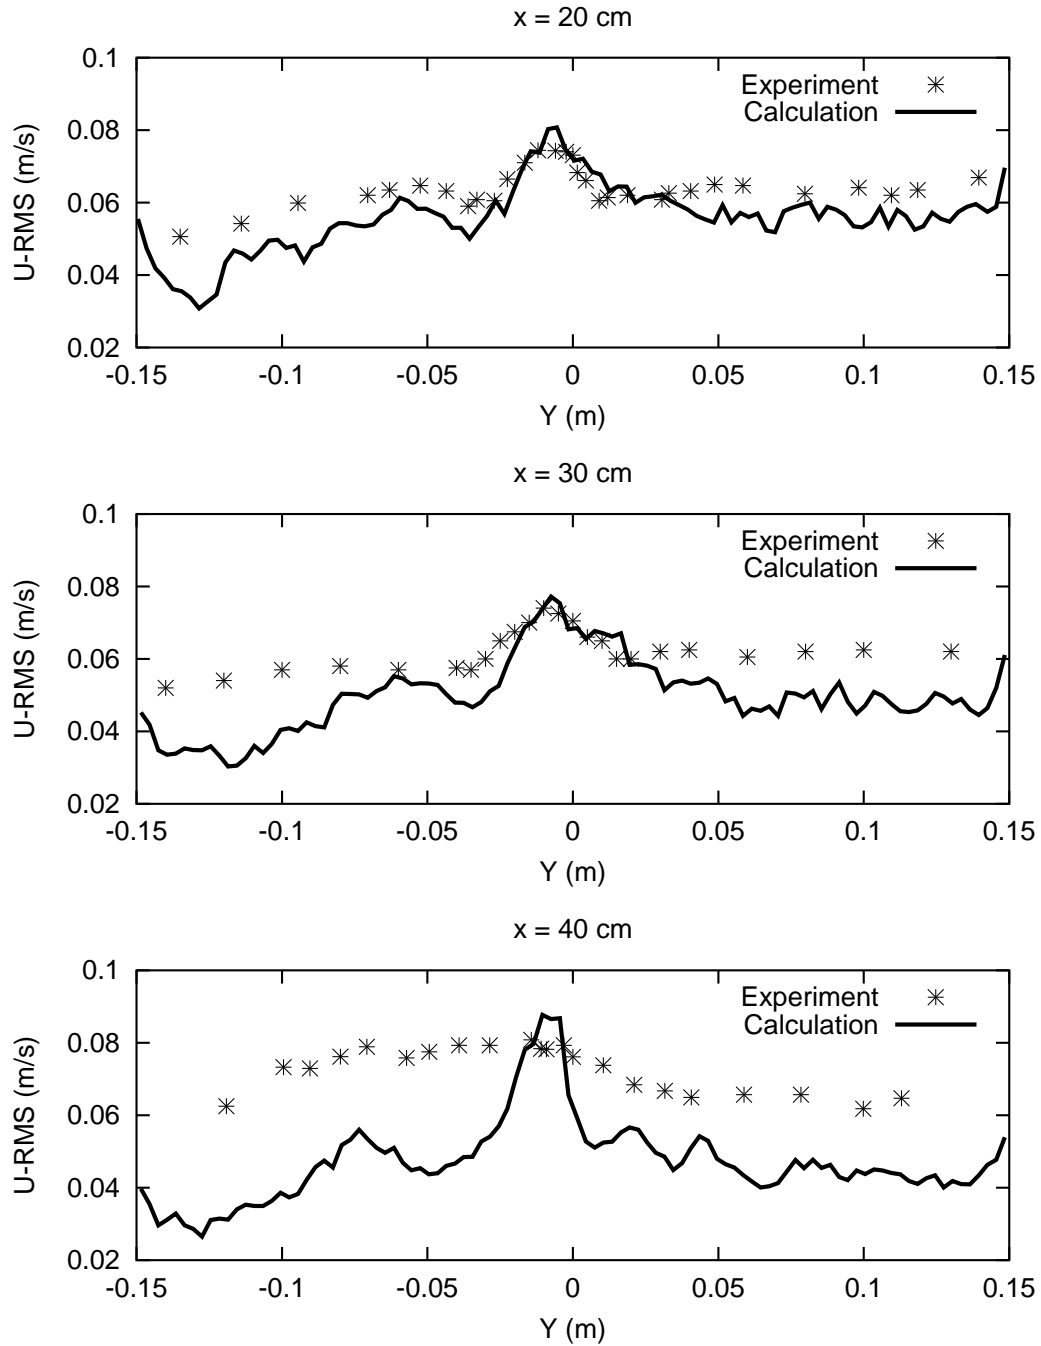 x = 20 cm
0.1
Experiment
Calculation
0.08
0.06
0.04
0.02
U-RMS (m/s)
-0.15 -0.1 -0.05 0 0.05 0.1 0.15
Y (m)
x = 30 cm
0.1
Experiment
Calculation
0.08
0.06
0.04
0.02
U-RMS (m/s)
-0.15 -0.1 -0.05 0 0.05 0.1 0.15
Y (m)
x = 40 cm
0.1
Experiment
Calculation
0.08
0.06
0.04
0.02
U-RMS (m/s)
-0.15 -0.1 -0.05 0 0.05 0.1 0.15
Y (m)